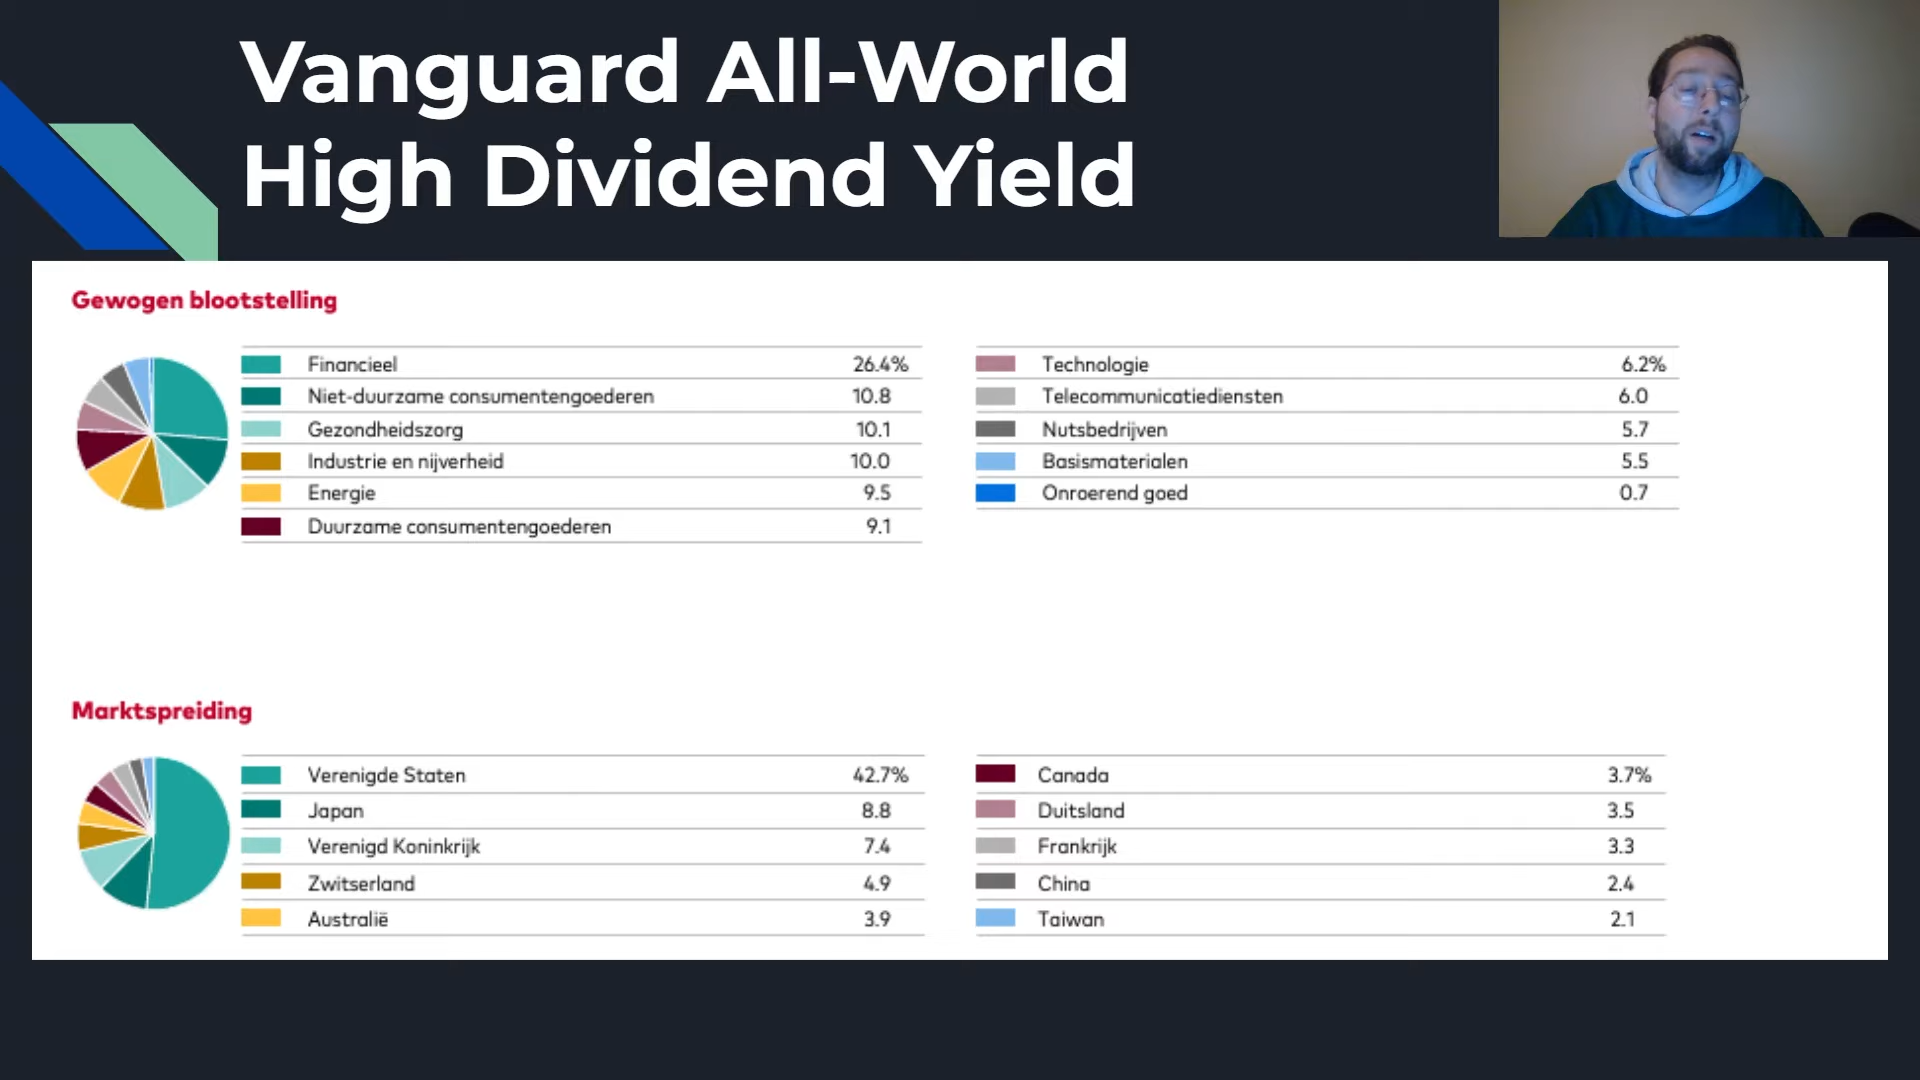 Vanguard All-World
High Dividend Yield
Gewogen blootstelling
Financieel 26.4%
Niet-duurzame consumentengoederen 10.8
Gezondheidszorg 10.1
Industrie en nijverheid 10.0
Energie 9.5
Duurzame consumentengoederen 9.1
Technologie 6.2%
Telecommunicatiediensten 6.0
Nutsbedrijven 5.7
Basismaterialen 5.5
Onroerend goed 0.7
Marktspreiding
Verenigde Staten 42.7%
Japan 8.8
Verenigd Koninkrijk 7.4
Zwitserland 4.9
Australië 3.9
Canada 3.7%
Duitsland 3.5
Frankrijk 3.3
China 2.4
Taiwan 2.1